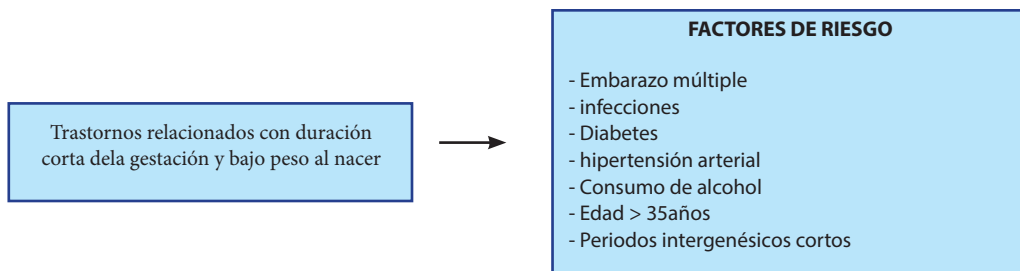 Trastornos relacionados con duración
corta dela gestación y bajo peso al nacer
FACTORES DE RIESGO
- Embarazo múltiple
- infecciones
- Diabetes
- hipertensión arterial
- Consumo de alcohol
- Edad > 35años
- Periodos intergenésicos cortos